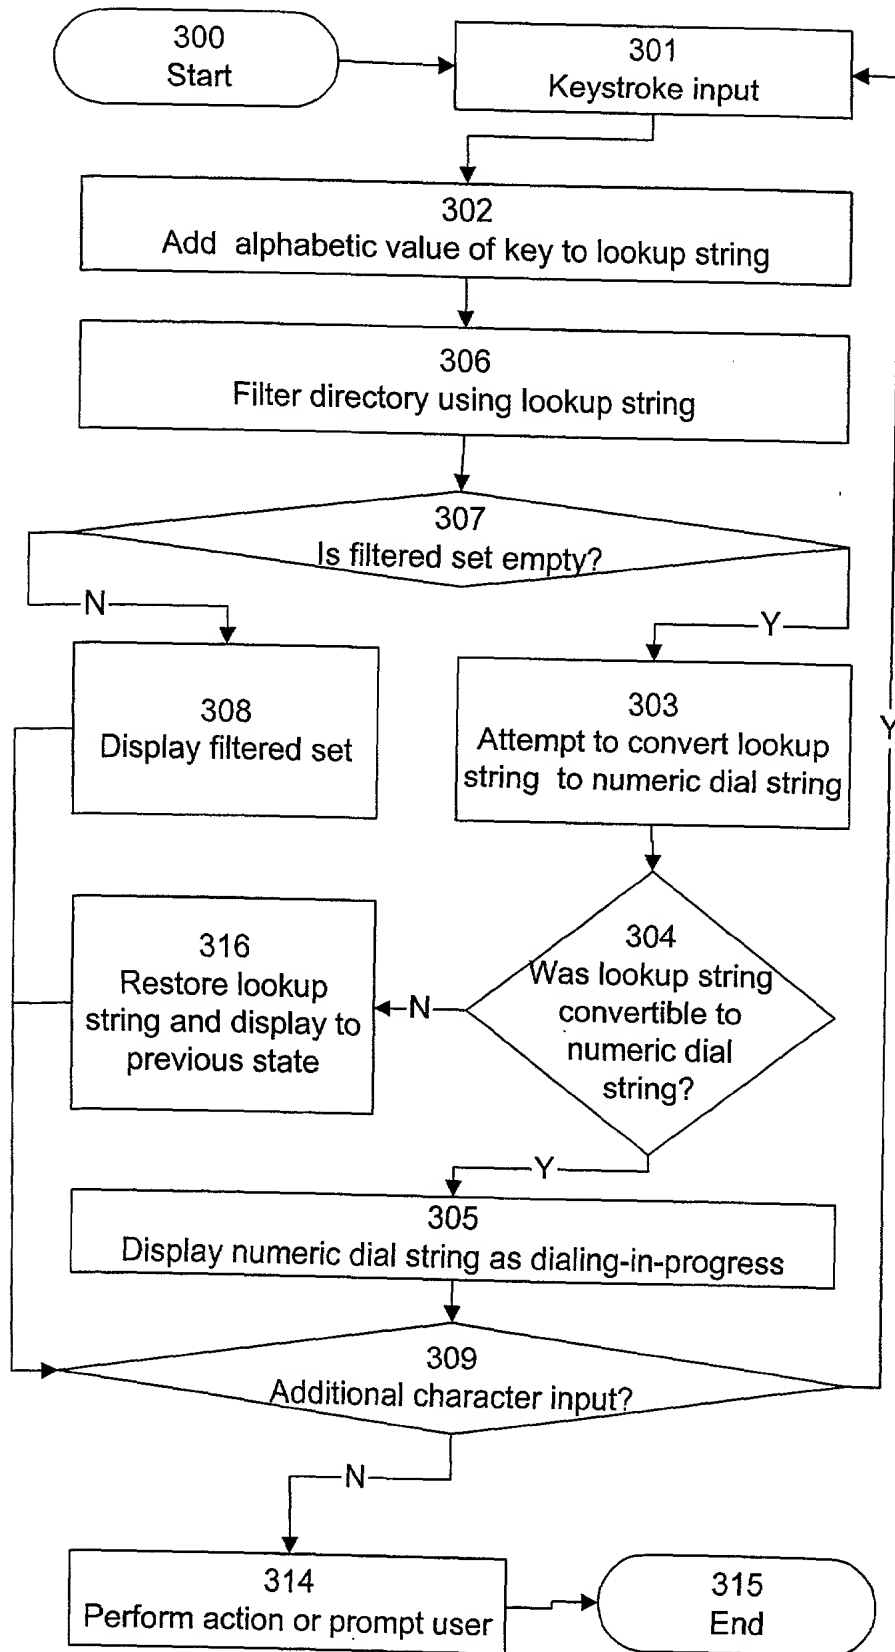 300
Start
301
Keystroke input
302
Add alphabetic value of key to lookup string
306
Filter directory using lookup string
307
Is filtered set empty?
N
Y
308
Display filtered set
303
Attempt to convert lookup
string to numeric dial string
Y
316
Restore lookup
string and display to
previous state
N
304
Was lookup string
convertible to
numeric dial
string?
Y
305
Display numeric dial string as dialing-in-progress
309
Additional character input?
N
314
Perform action or prompt user
315
End